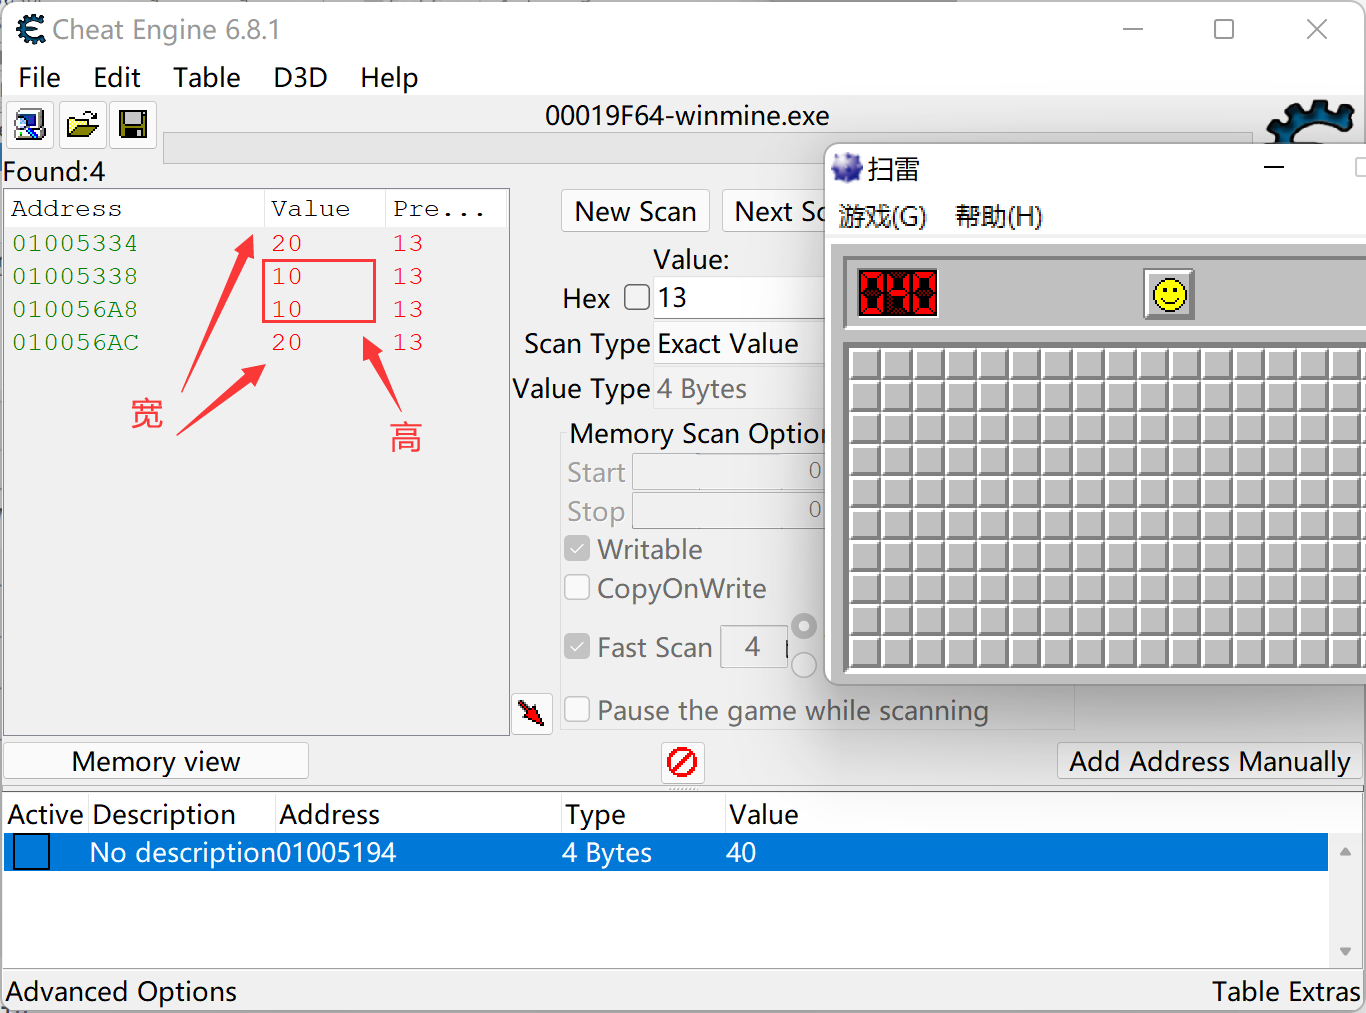 Cheat Engine 6.8.1
File Edit Table D3D Help
00019F64-winmine.exe
Found:4
Address Value Pre...
01005334 20 13
01005338 10 13
010056A8 10 13
010056AC 20 13
宽
高
New Scan
Value:
Hex 13
Scan Type Exact Value
Value Type 4 Bytes
Memory Scan
Start 0
Stop 0
Writable
CopyOnWrite
Fast Scan 4
Pause the game while scanning
扫雷
游戏(G) 帮助(H)
Memory view
Add Address Manually
Active Description Address Type Value
No description 01005194 4 Bytes 40
Advanced Options
Table Extras